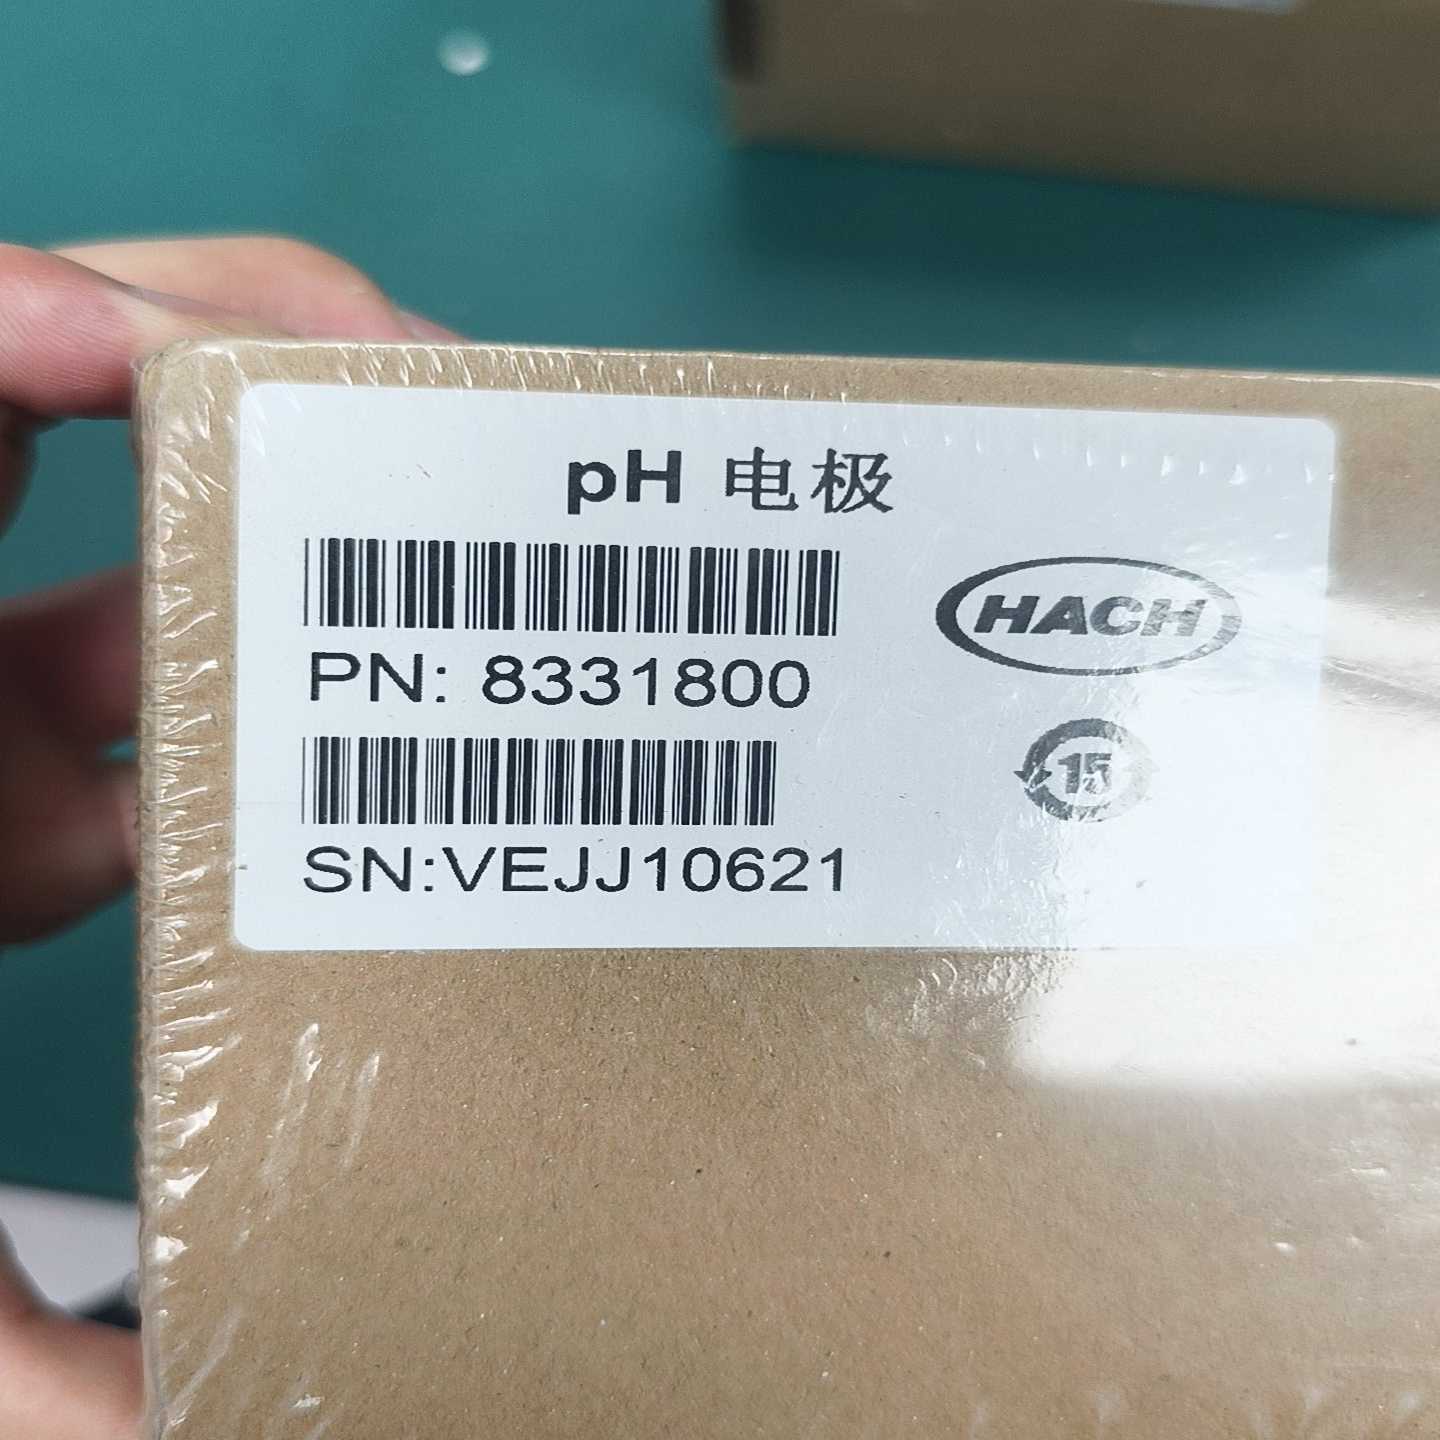 pH 电极
HACH
PN: 8331800
15
SN:VEJJ10621